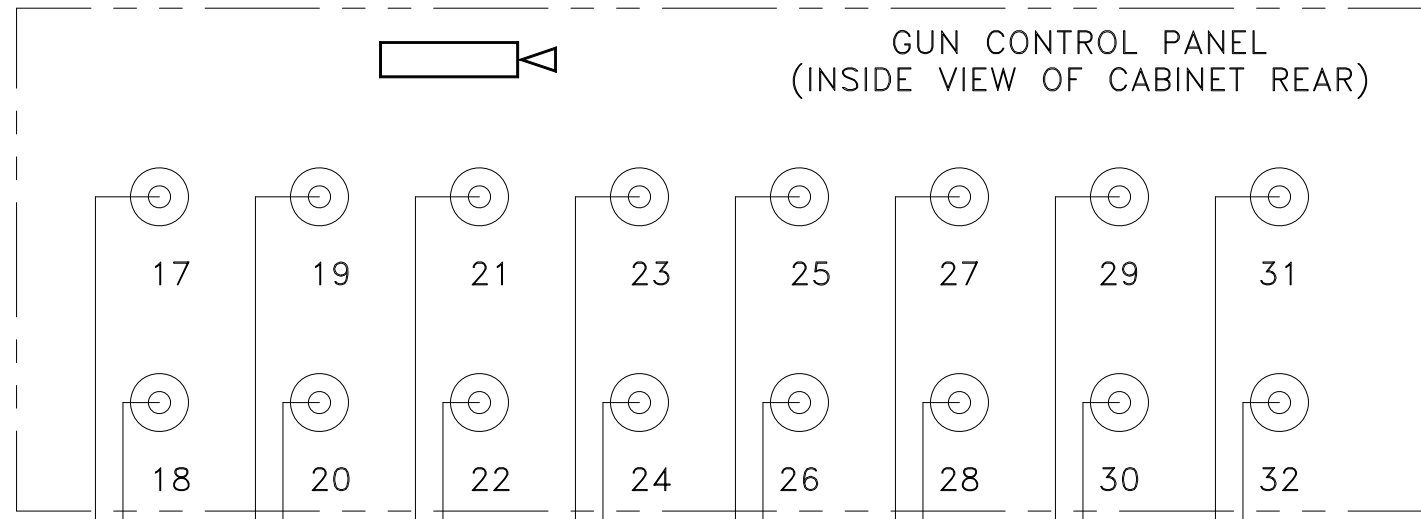 GUN CONTROL PANEL
(INSIDE VIEW OF CABINET REAR)
17 19 21 23 25 27 29 31
18 20 22 24 26 28 30 32